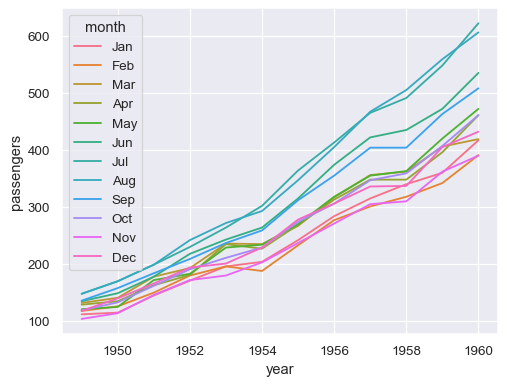 month
Jan
Feb
Mar
Apr
May
Jun
Jul
Aug
Sep
Oct
Nov
Dec
passengers
600
500
400
300
200
100
1950 1952 1954 1956 1958 1960
year